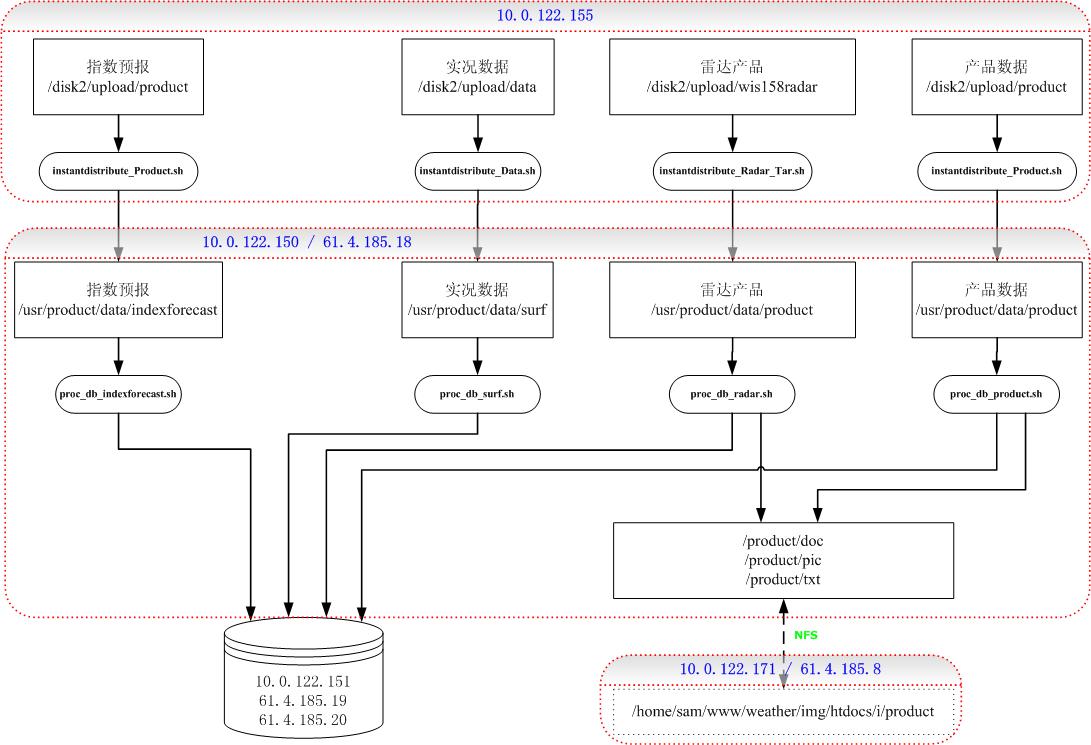 10.0.122.155
指数预报
/disk2/upload/product
实况数据
/disk2/upload/data
雷达产品
/disk2/upload/wis158radar
产品数据
/disk2/upload/product
instantdistribute_Product.sh
instantdistribute_Data.sh
instantdistribute_Radar_Tar.sh
instantdistribute_Product.sh
10.0.122.150 / 61.4.185.18
指数预报
/usr/product/data/indexforecast
实况数据
/usr/product/data/surf
雷达产品
/usr/product/data/product
产品数据
/usr/product/data/product
proc_db_indexforecast.sh
proc_db_surf.sh
proc_db_radar.sh
proc_db_product.sh
/product/doc
/product/pic
/product/txt
NFS
10.0.122.151
61.4.185.19
61.4.185.20
10.0.122.171 / 61.4.185.8
/home/sam/www/weather/img/htdocs/i/product